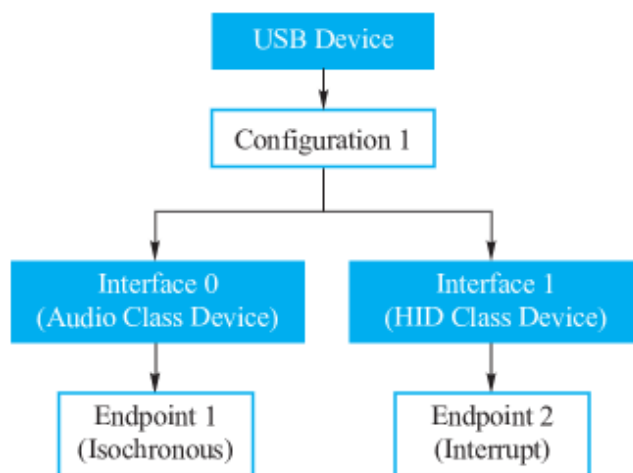 USB Device
Configuration 1
Interface 0
(Audio Class Device)
Interface 1
(HID Class Device)
Endpoint 1
(Isochronous)
Endpoint 2
(Interrupt)